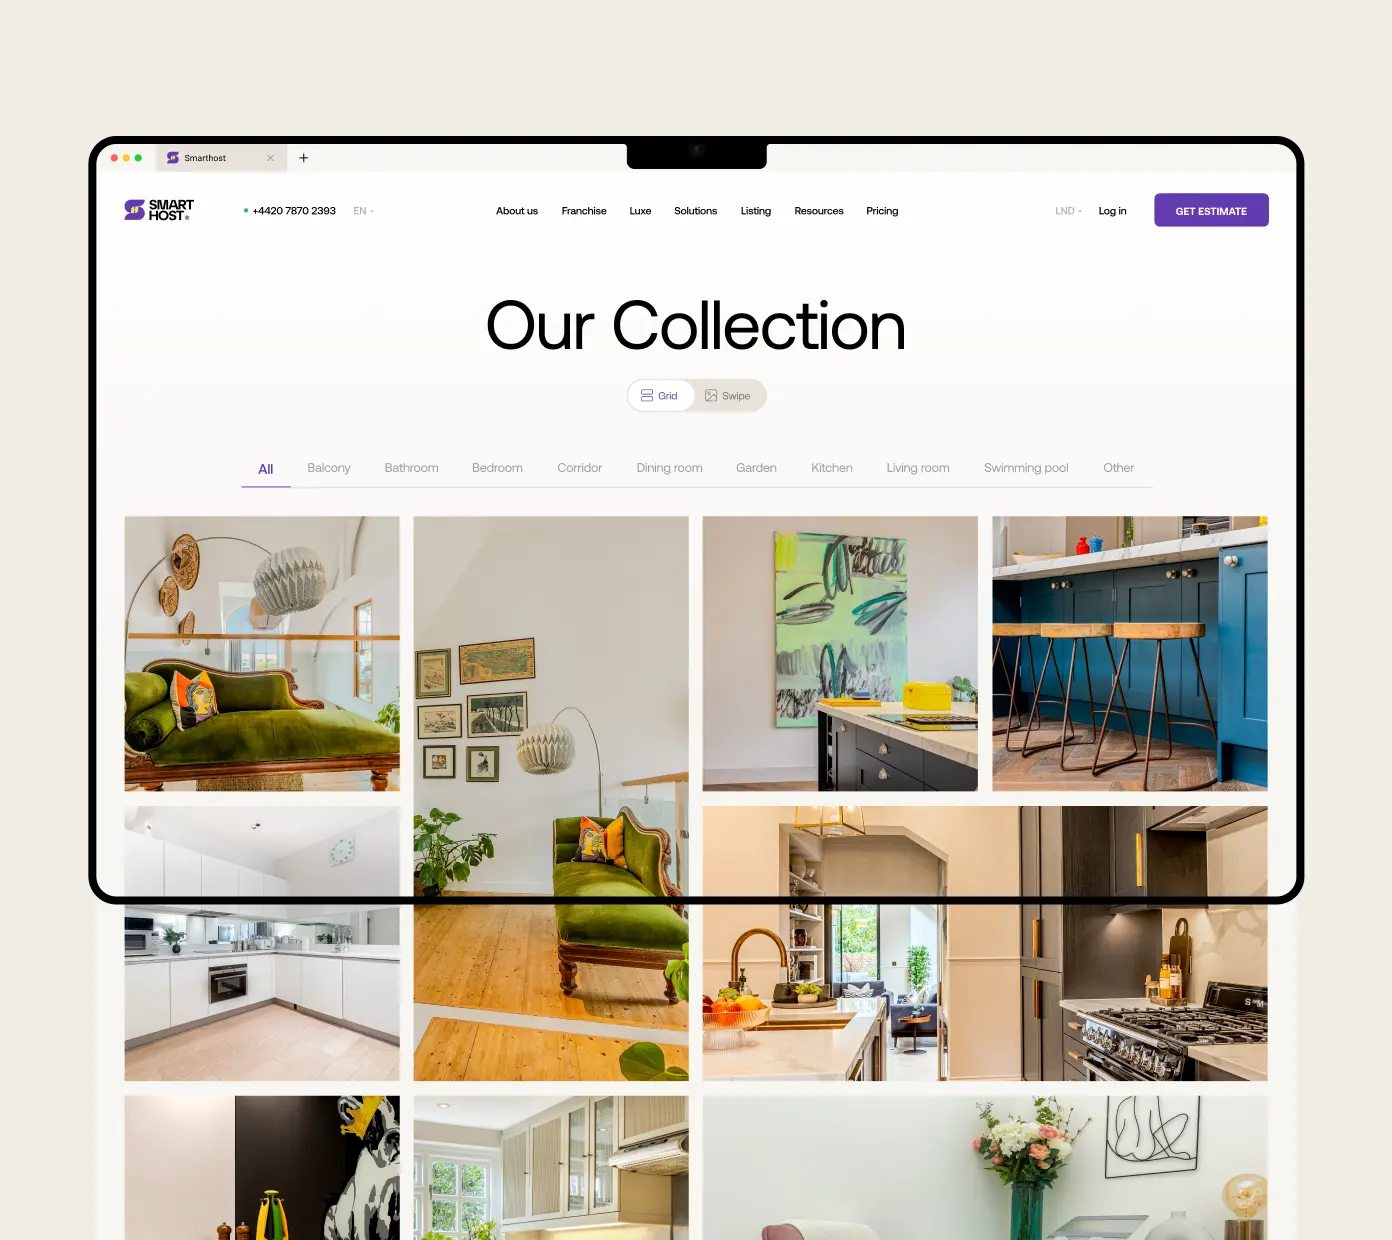 Smarthost
SMART
HOST®
+4420 7870 2393
EN
About us
Franchise
Luxe
Solutions
Listing
Resources
Pricing
LND
Log in
GET ESTIMATE
Our Collection
Grid
Swipe
All
Balcony
Bathroom
Bedroom
Corridor
Dining room
Garden
Kitchen
Living room
Swimming pool
Other